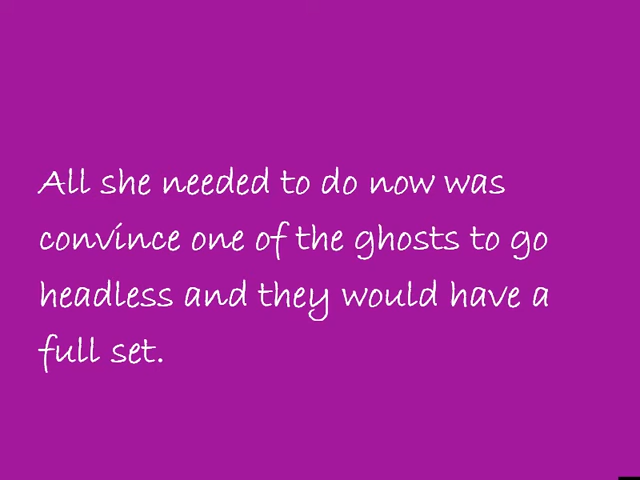 All she needed to do now was
convince one of the ghosts to go
headless and they would have a
full set.